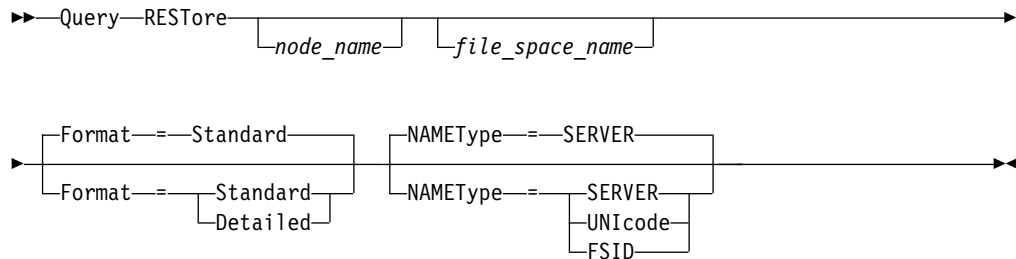 Query RESTore
node_name file_space_name
Format = Standard NAMEType = SERVER
Format = Standard NAMEType = SERVER
Detailed UNIcode
FSID